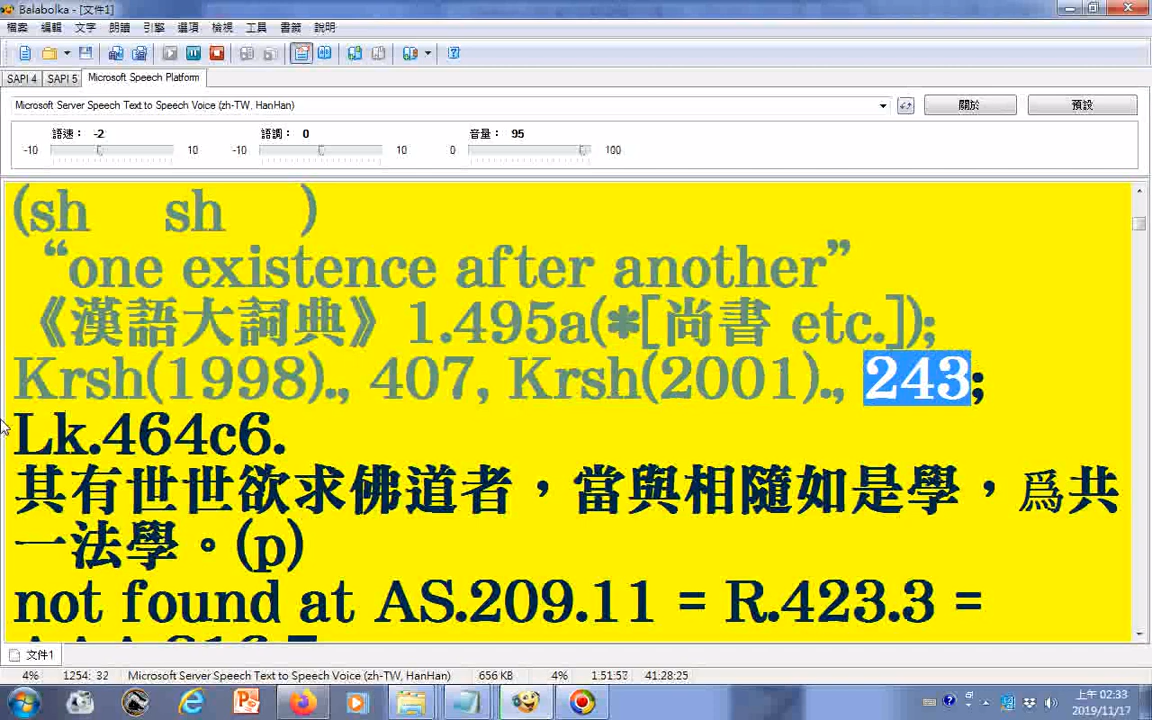 Balabolka - [文件1]
檔案 編輯 文字 朗讀 引擎 選項 檢視 工具 書籤 說明
SAPI 4 SAPI 5 Microsoft Speech Platform
Microsoft Server Speech Text to Speech Voice (zh-TW, HanHan) 關於 預設
語速： -2 語調： 0 音量： 95
-10 10 -10 10 0 100
(sh sh )
“one existence after another”
《漢語大詞典》 1.495a(*[尚書 etc.]);
Krsh(1998)., 407, Krsh(2001)., 243;
Lk.464c6.
其有世世欲求佛道者，當與相隨如是學，爲共
一法學。(p)
not found at AS.209.11 = R.423.3 =
文件1
4% 1254: 32 Microsoft Server Speech Text to Speech Voice (zh-TW, HanHan) 656 KB 4% 1:51:57 41:28:25
上午 02:33
2019/11/17